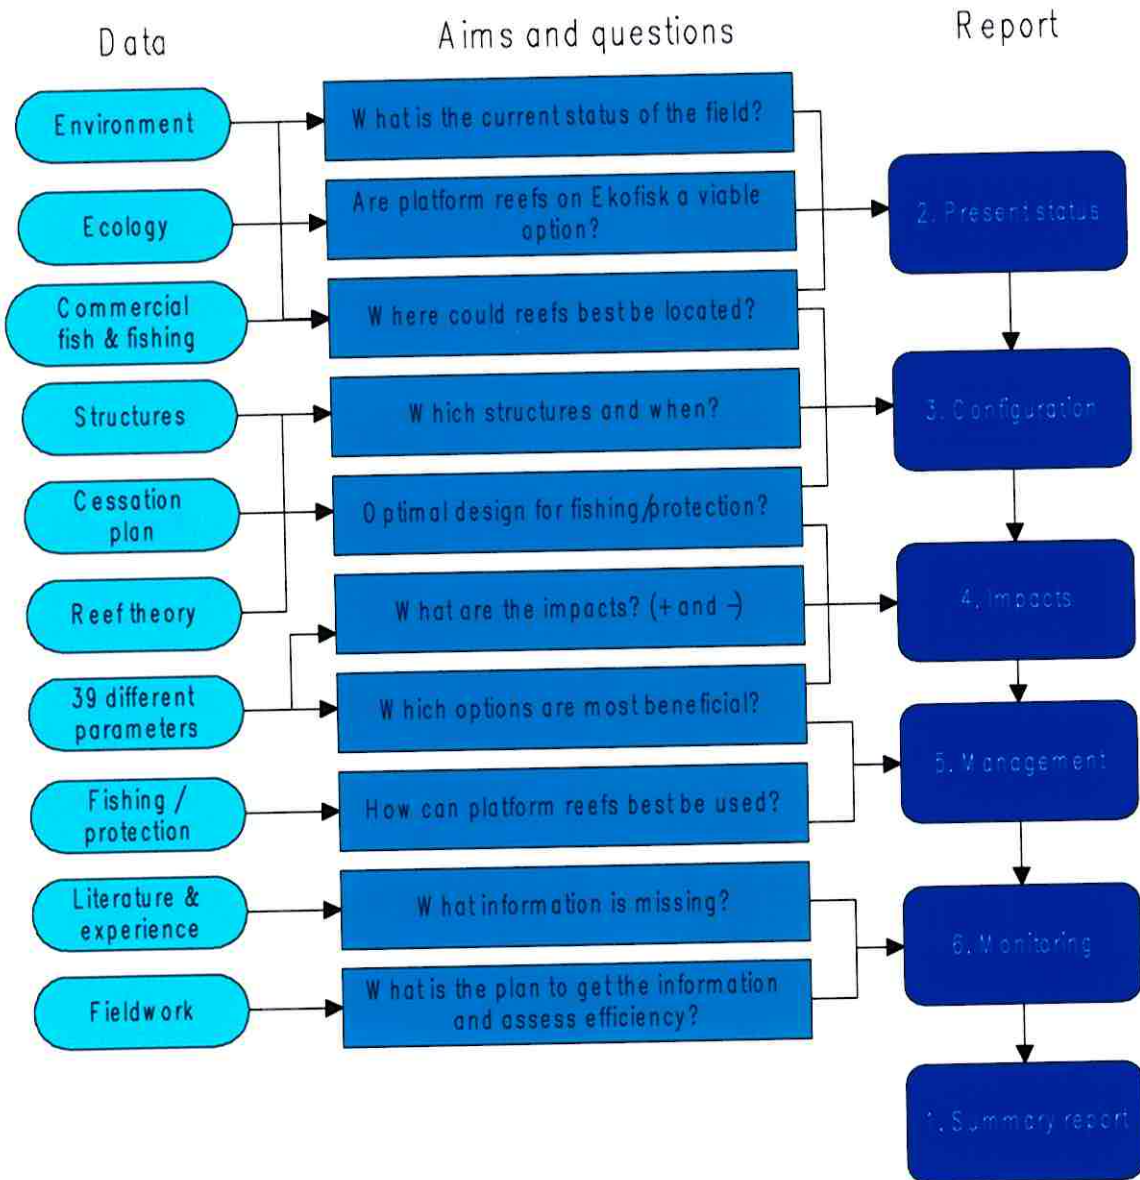 Data
Aims and questions
Report
Environment
Ecology
Commercial
fish & fishing
Structures
Cessation
plan
Reef theory
39 different
parameters
Fishing /
protection
Literature &
experience
Fieldwork
What is the current status of the field?
Are platform reefs on Ekofisk a viable
option?
Where could reefs best be located?
Which structures and when?
Optimal design for fishing/protection?
What are the impacts? (+ and -)
Which options are most beneficial?
How can platform reefs best be used?
What information is missing?
What is the plan to get the information
and assess efficiency?
2. Present status
3. Configuration
4. Impacts
5. Management
6. Monitoring
1. Summary report